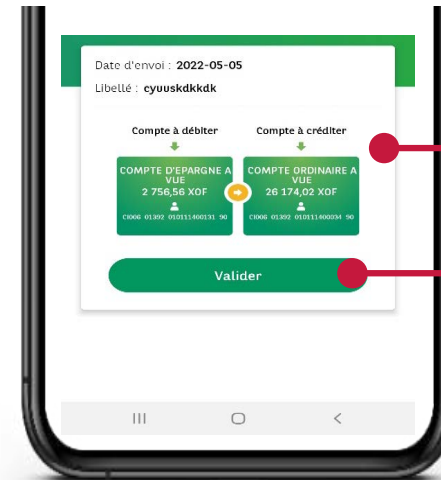 Date d'envoi : 2022-05-05
Libellé : cyuuskdkkdk
Compte à débiter Compte à créditer
COMPTE D'EPARGNE A VUE
2 756,56 XOF
CI006 01392 010111400131 90
COMPTE ORDINAIRE A VUE
26 174,02 XOF
CI006 01392 010111400034 90
Valider